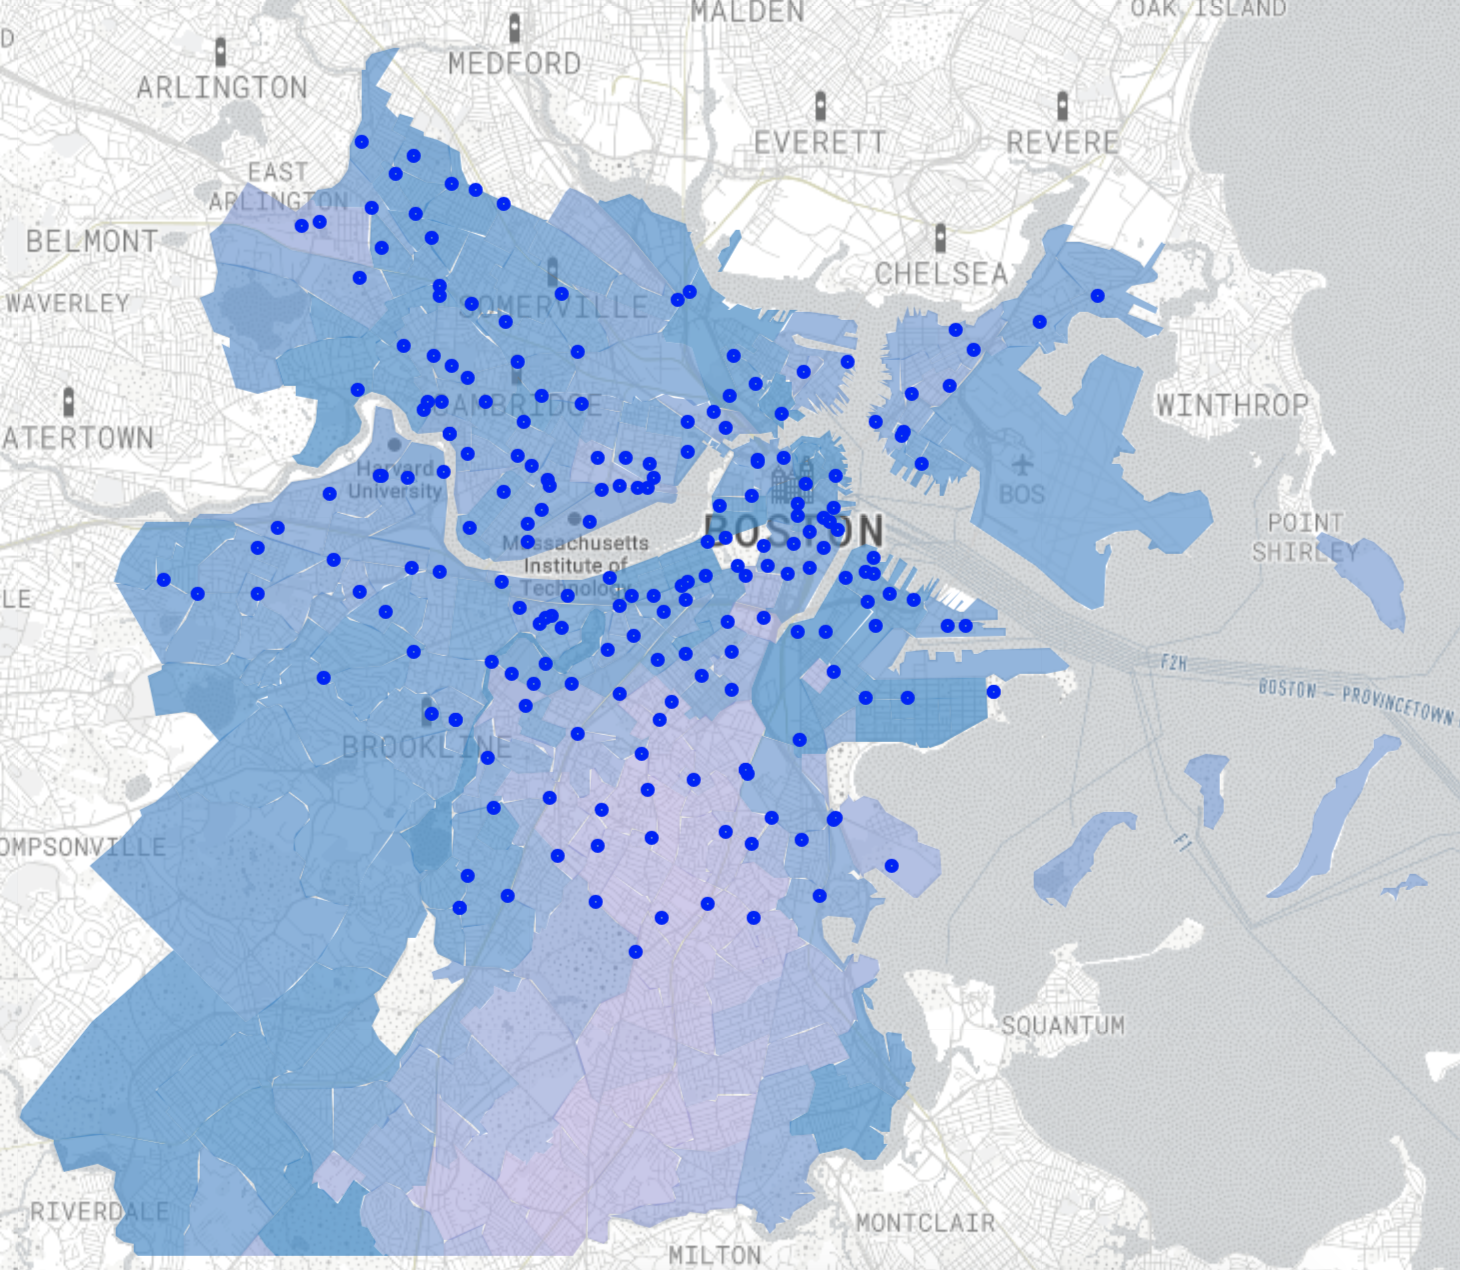 MALDEN
OAK ISLAND
D
MEDFORD
ARLINGTON
EVERETT
REVERE
EAST
ARLINGTON
BELMONT
CHELSEA
WAVERLEY
SOMERVILLE
CAMBRIDGE
WINTHROP
ATERTOWN
Harvard
University
BOS
BOSTON
POINT
SHIRLEY
Massachusetts
Institute of
Technology
LE
F2H
BOSTON — PROVINCETOWN
BROOKLINE
OMPSONVILLE
F1
SQUANTUM
RIVERDALE
MONTCLAIR
MILTON